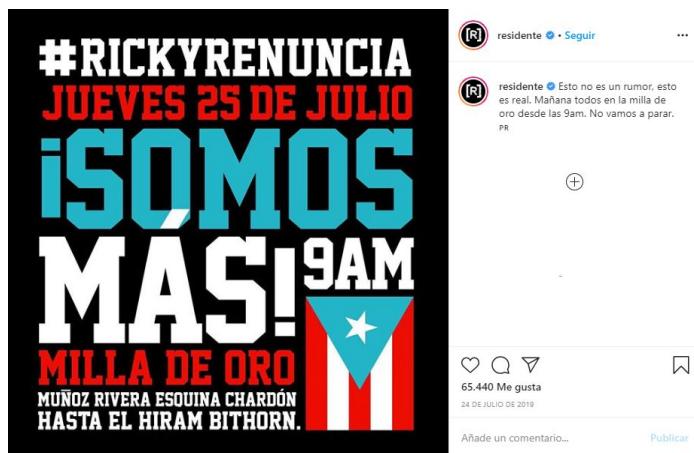 #RICKYRENUNCIA
JUEVES 25 DE JULIO
¡SOMOS
MÁS!
9AM
MILLA DE ORO
MUÑOZ RIVERA ESQUINA CHARDÓN
HASTA EL HIRAM BITHORN.
[R] residente • Seguir
[R] residente Esto no es un rumor, esto
es real. Mañana todos en la milla de
oro desde las 9am. No vamos a parar.
PR
65.440 Me gusta
24 DE JULIO DE 2019
Añade un comentario... Publicar